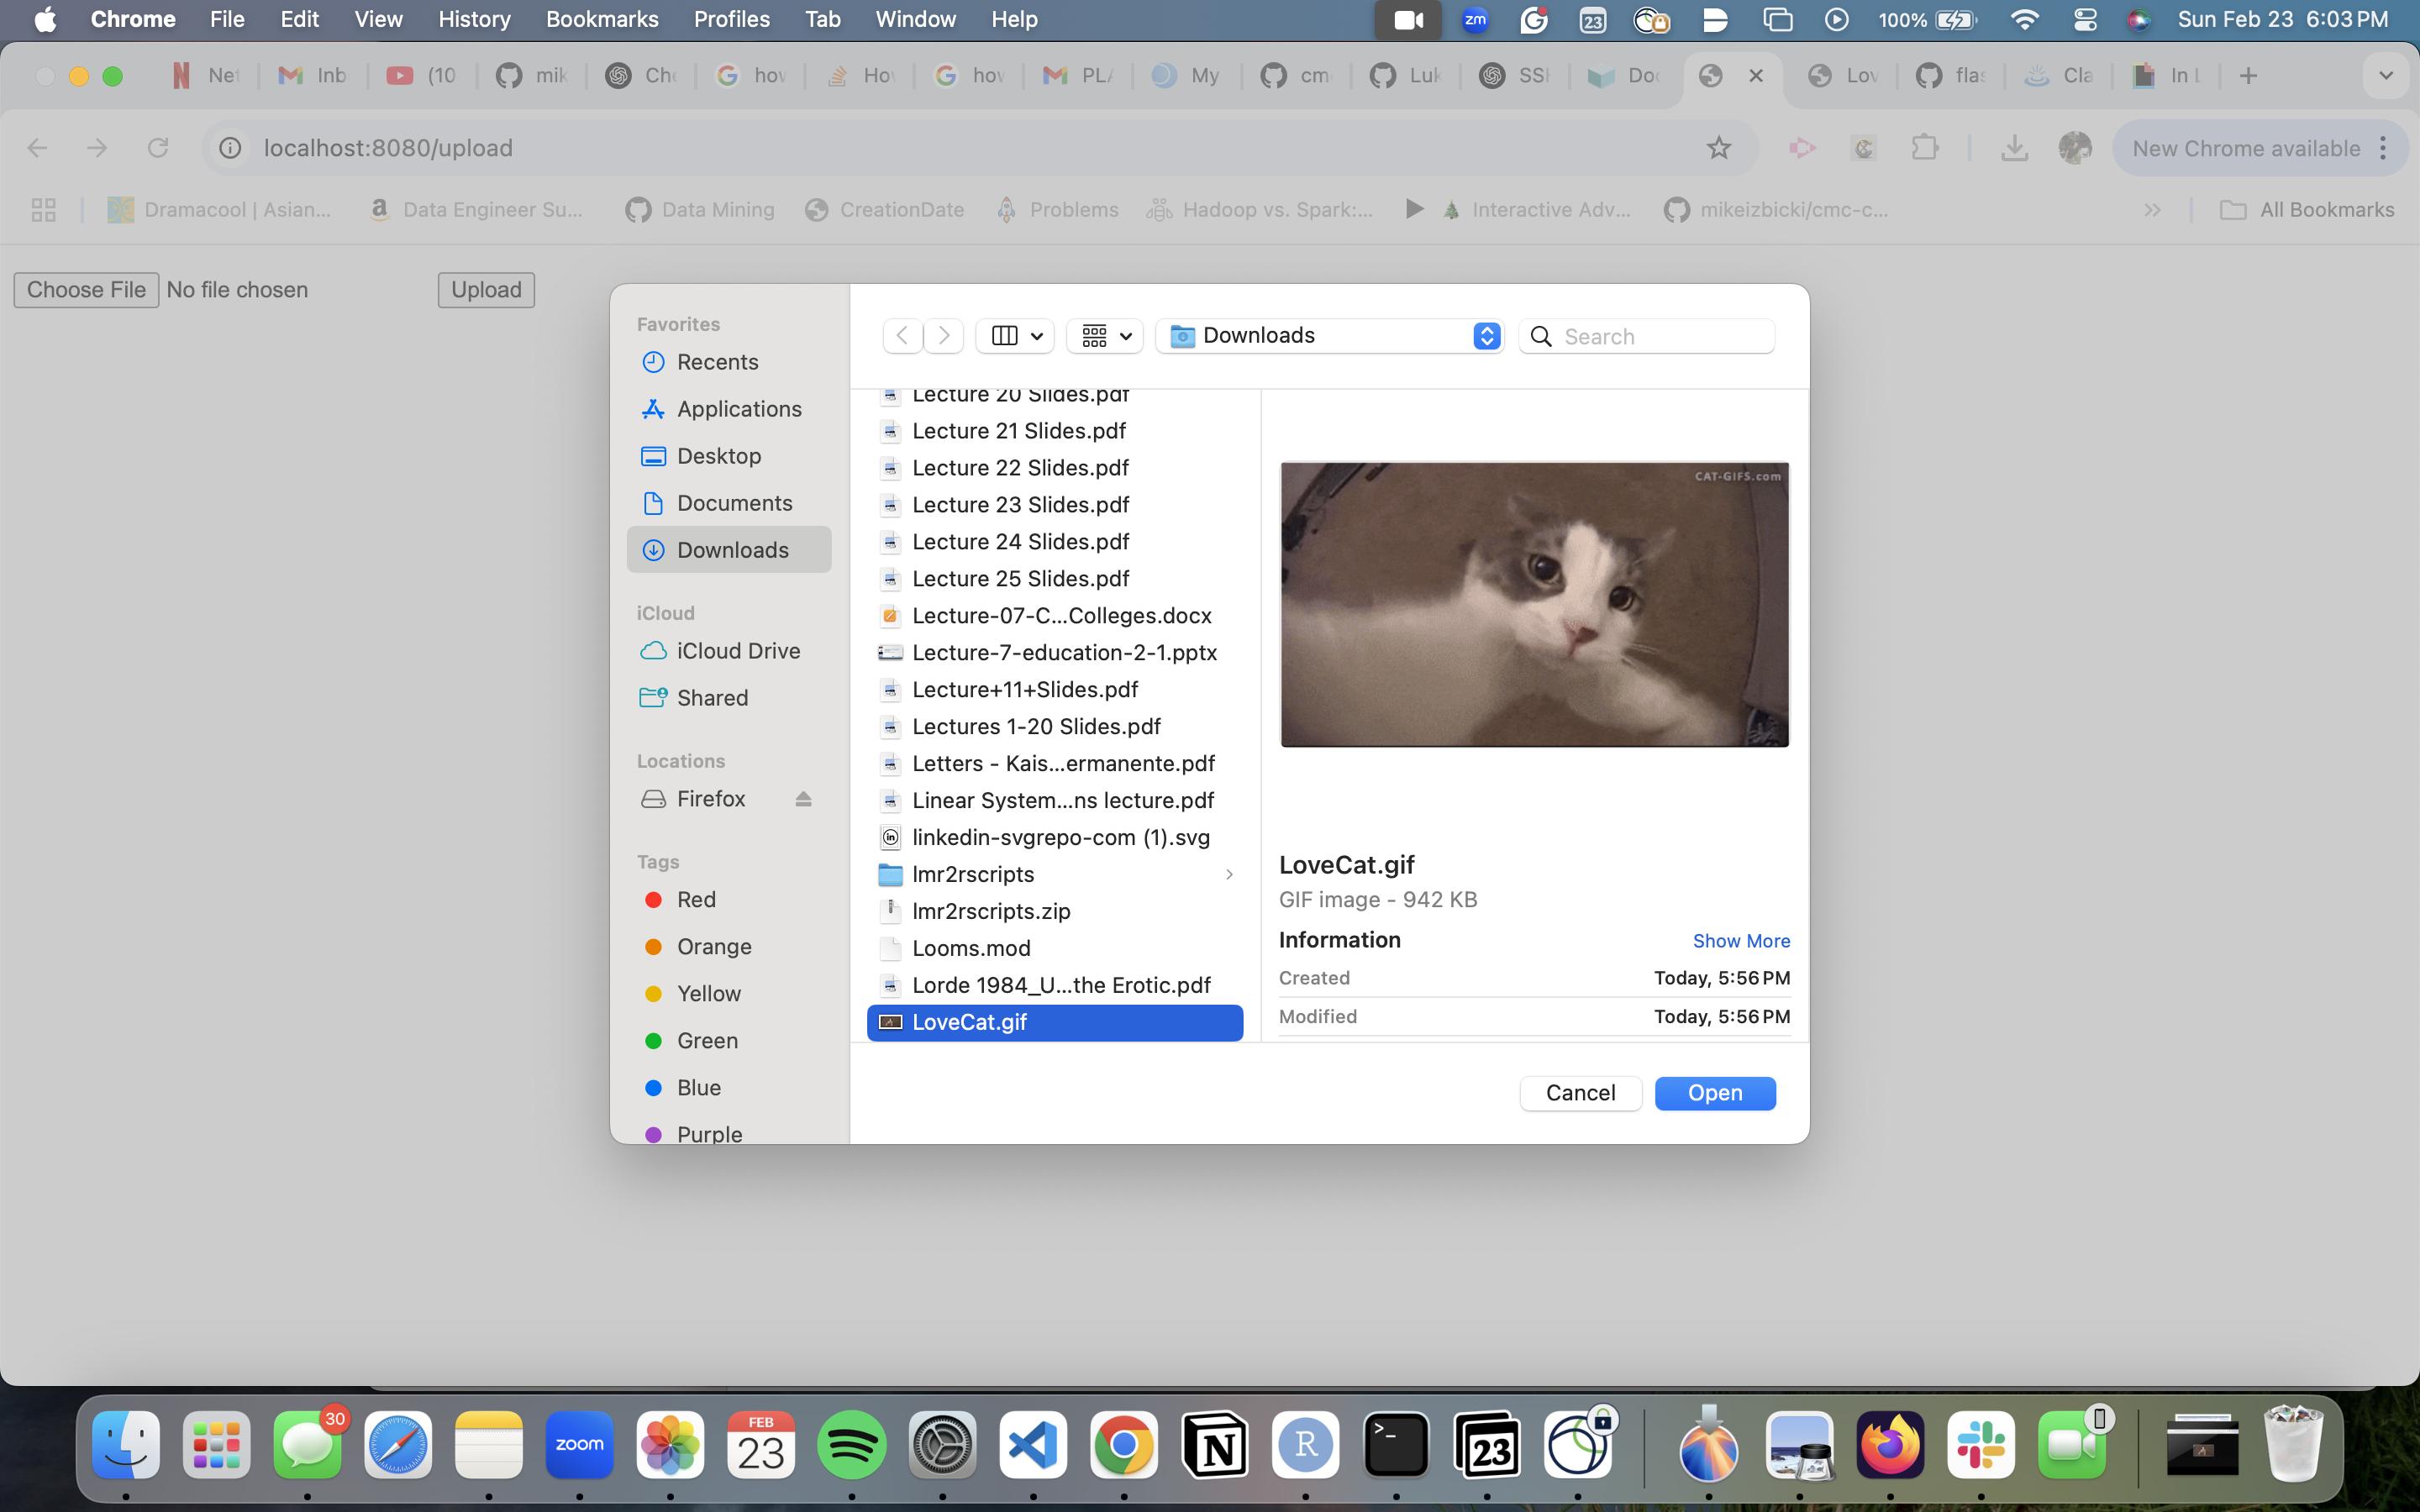 Chrome File Edit View History Bookmarks Profiles Tab Window Help zm 23 100% Sun Feb 23 6:03 PM
Net Inb (10 mik Che how How how PLA My cm Luk SSH Doc Lov flas Cla In L
localhost:8080/upload New Chrome available
Dramacool | Asian... Data Engineer Su... Data Mining CreationDate Problems Hadoop vs. Spark:... Interactive Adv... mikeizbicki/cmc-c... All Bookmarks
Choose File No file chosen Upload
Favorites
Recents
Applications
Desktop
Documents
Downloads
iCloud
iCloud Drive
Shared
Locations
Firefox
Tags
Red
Orange
Yellow
Green
Blue
Purple
Downloads Search
Lecture 20 Slides.pdf
Lecture 21 Slides.pdf
Lecture 22 Slides.pdf
Lecture 23 Slides.pdf
Lecture 24 Slides.pdf
Lecture 25 Slides.pdf
Lecture-07-C...Colleges.docx
Lecture-7-education-2-1.pptx
Lecture+11+Slides.pdf
Lectures 1-20 Slides.pdf
Letters - Kais...ermanente.pdf
Linear System...ns lecture.pdf
linkedin-svgrepo-com (1).svg
lmr2rscripts
lmr2rscripts.zip
Looms.mod
Lorde 1984_U...the Erotic.pdf
LoveCat.gif
CAT-GIFS.com
LoveCat.gif
GIF image - 942 KB
Information Show More
Created Today, 5:56 PM
Modified Today, 5:56 PM
Cancel Open
30 zoom FEB 23 N R >_ 23